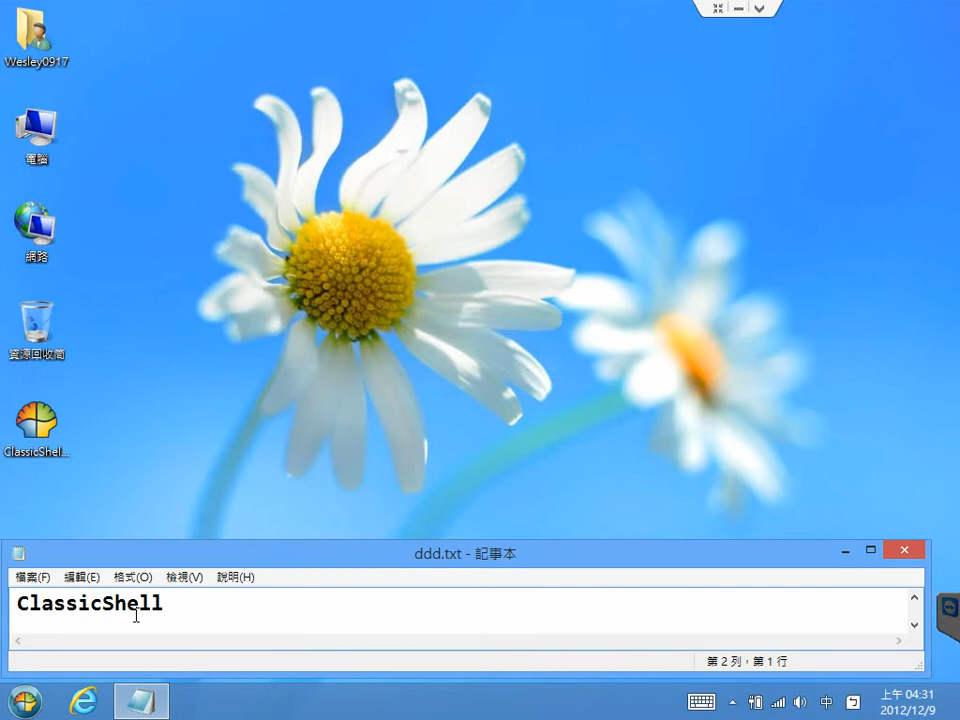 Wesley0917
電腦
網路
資源回收筒
ClassicShell...
ddd.txt - 記事本
檔案(F) 編輯(E) 格式(O) 檢視(V) 說明(H)
ClassicShell
第 2 列，第 1 行
中
上午 04:31
2012/12/9